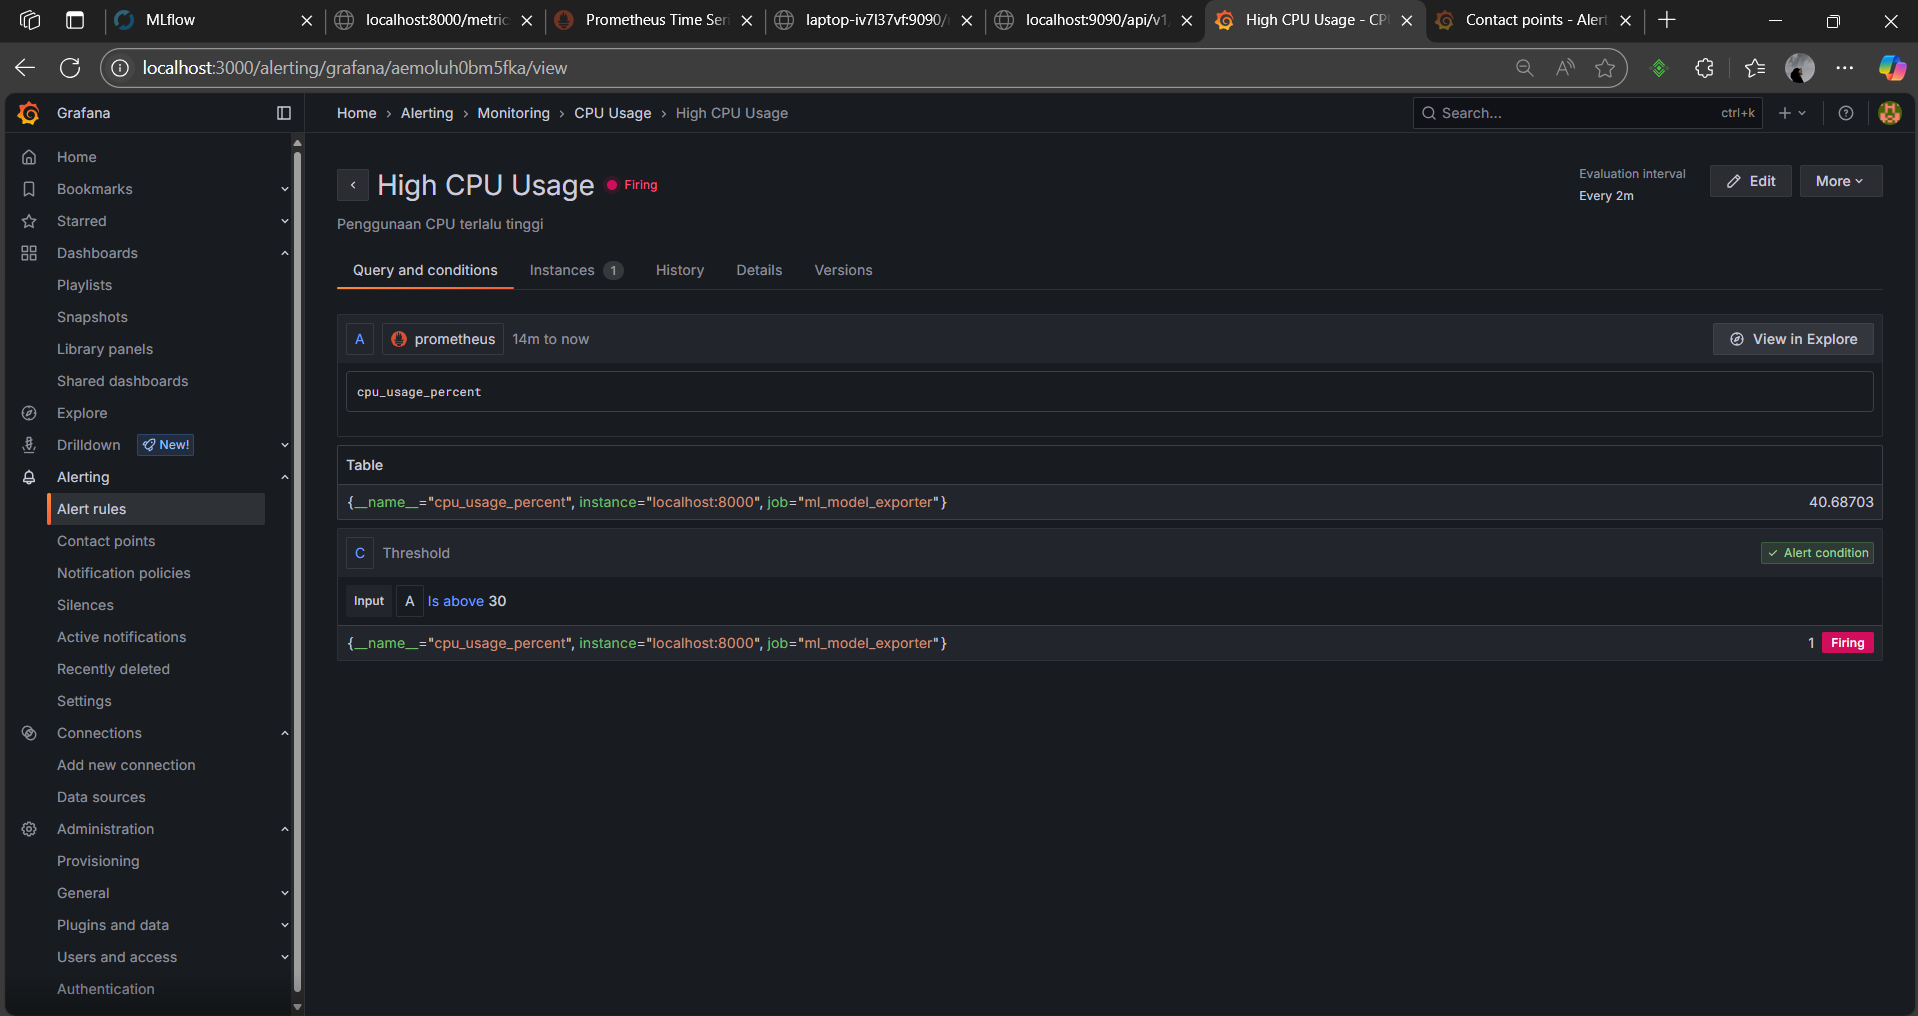 MLflow
localhost:8000/metric
Prometheus Time Seri
laptop-iv7l37vf:9090/
localhost:9090/api/v1
High CPU Usage - CP
Contact points - Alert
localhost:3000/alerting/grafana/aemoluh0bm5fka/view
Grafana
Home › Alerting › Monitoring › CPU Usage › High CPU Usage
Search... ctrl+k
Home
Bookmarks
Starred
Dashboards
Playlists
Snapshots
Library panels
Shared dashboards
Explore
Drilldown New!
Alerting
Alert rules
Contact points
Notification policies
Silences
Active notifications
Recently deleted
Settings
Connections
Add new connection
Data sources
Administration
Provisioning
General
Plugins and data
Users and access
Authentication
High CPU Usage Firing
Penggunaan CPU terlalu tinggi
Evaluation interval
Every 2m
Edit
More
Query and conditions Instances 1 History Details Versions
A prometheus 14m to now View in Explore
cpu_usage_percent
Table
{__name__="cpu_usage_percent", instance="localhost:8000", job="ml_model_exporter"} 40.68703
C Threshold Alert condition
Input A Is above 30
{__name__="cpu_usage_percent", instance="localhost:8000", job="ml_model_exporter"} 1 Firing